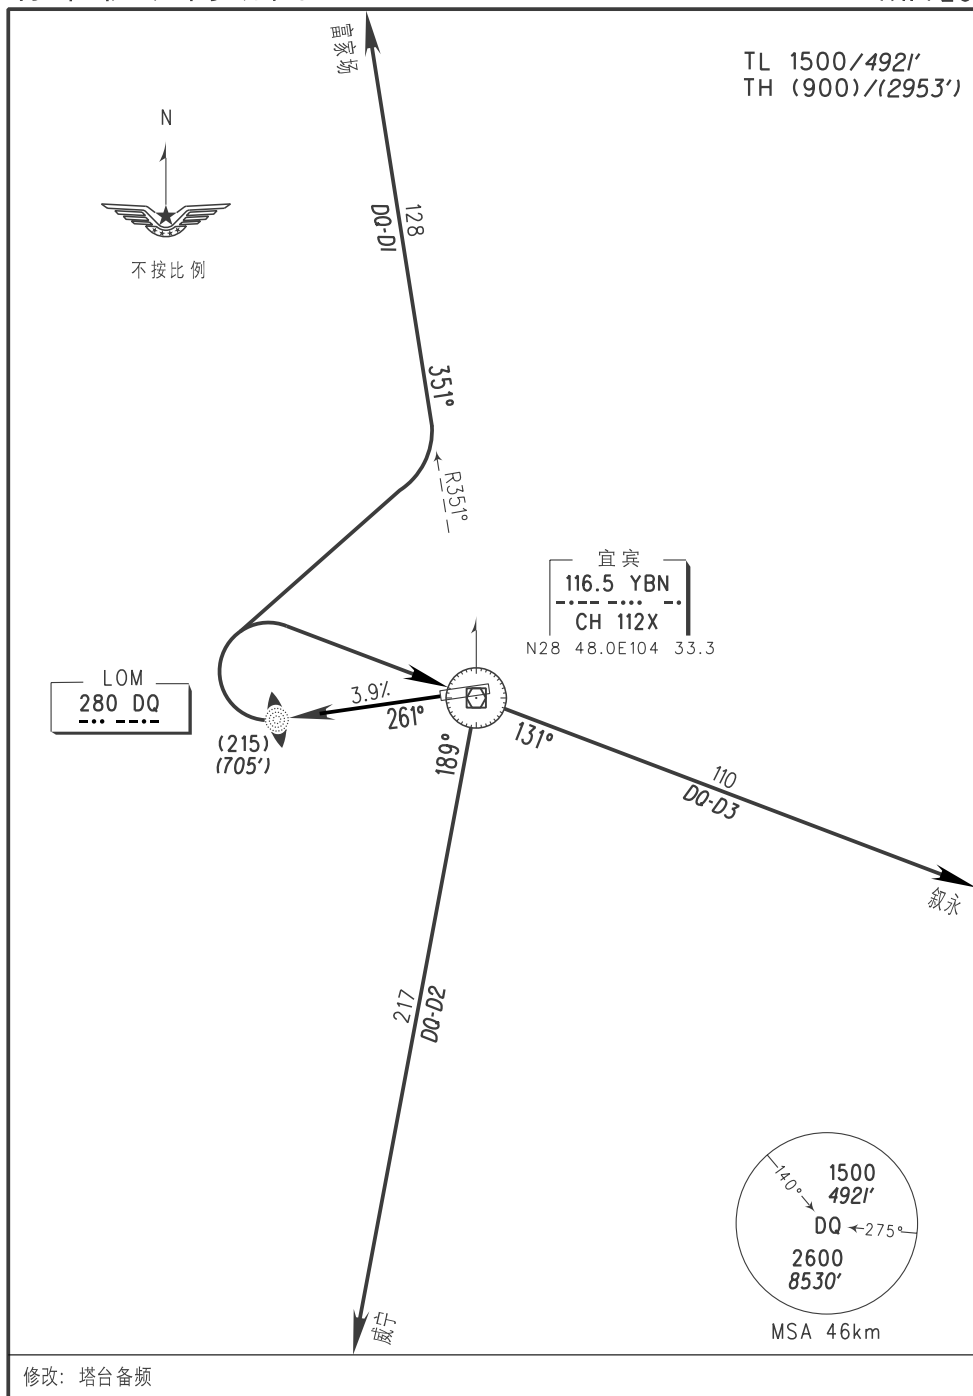 富家场
TL 1500/4921′
TH (900)/(2953′)
N
不按比例
128
DQ-D1
351°
R351°
宜宾
116.5 YBN
CH 112X
N28 48.0E104 33.3
LOM
280 DQ
3.9%
261°
(215)
(705′)
189°
131°
110
DQ-D3
叙永
217
DQ-D2
140°
1500
4921′
DQ
275°
2600
8530′
MSA 46km
威宁
修改: 塔台备频